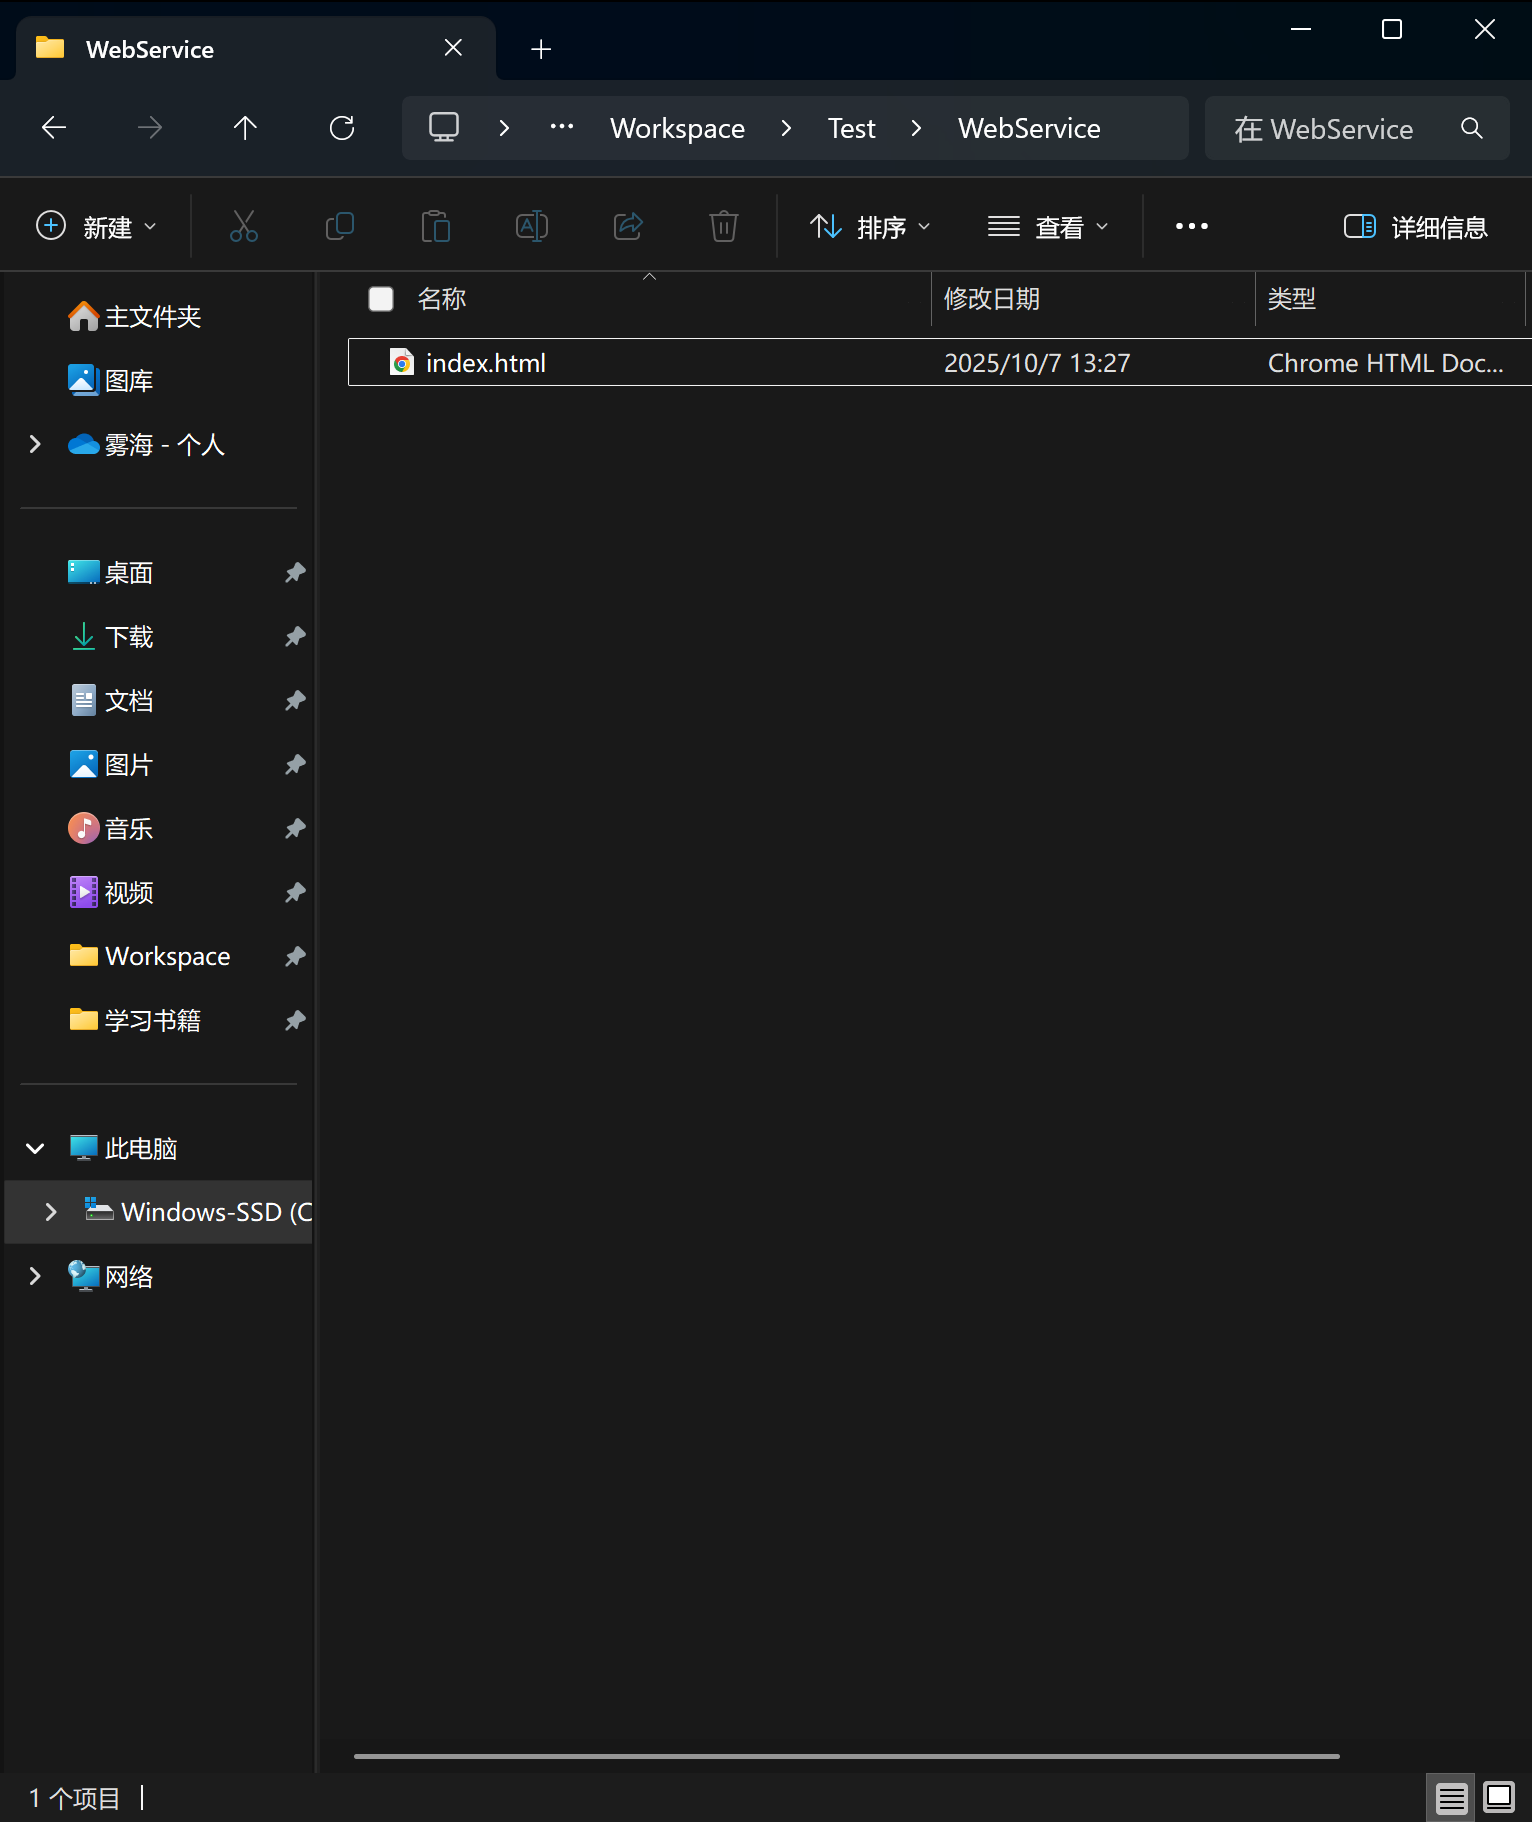 WebService
Workspace Test WebService
在 WebService
新建 排序 查看 详细信息
名称 修改日期 类型
index.html 2025/10/7 13:27 Chrome HTML Doc...
主文件夹
图库
雾海 - 个人
桌面
下载
文档
图片
音乐
视频
Workspace
学习书籍
此电脑
Windows-SSD (C
网络
1 个项目